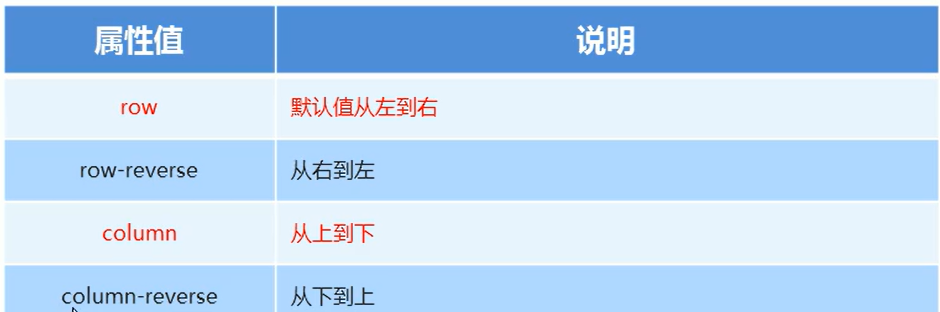 属性值 说明
row 默认值从左到右
row-reverse 从右到左
column 从上到下
column-reverse 从下到上